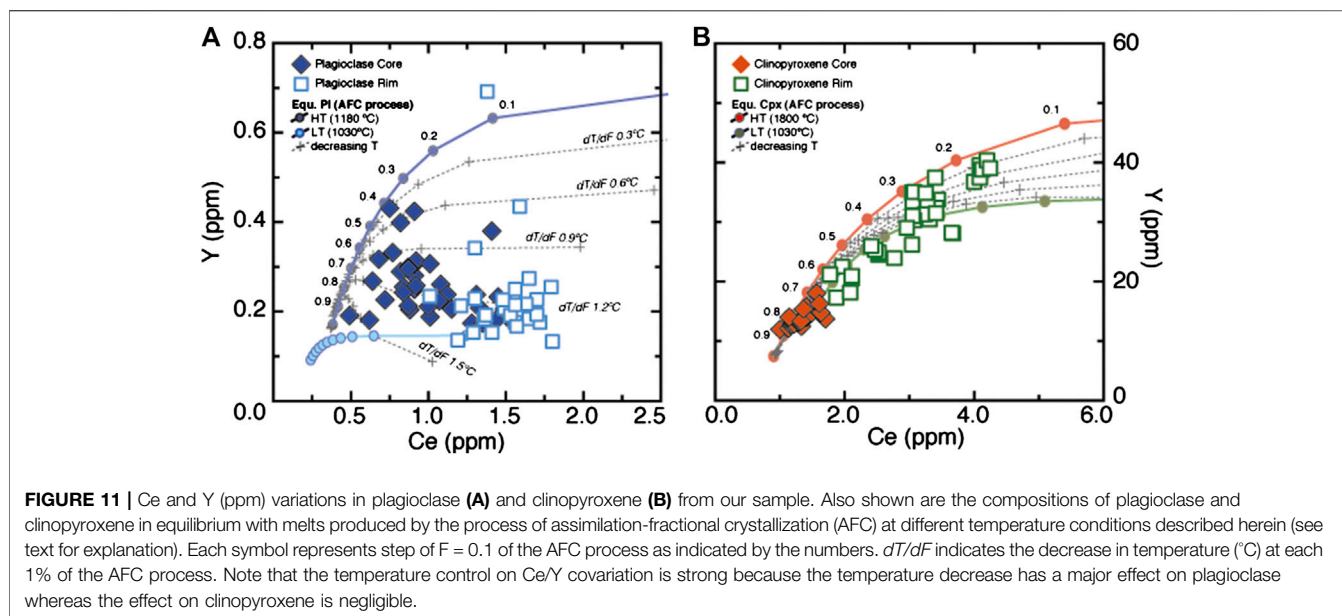 A
B
0.8
0.6
0.4
0.2
0.0
Y (ppm)
Plagioclase Core
Plagioclase Rim
Equ. Pl (AFC process)
HT (1180 ºC)
LT (1030ºC)
decreasing T
0.1
0.2
0.3
0.4
0.5
0.6
0.7
0.8
0.9
dT/dF 0.3ºC
dT/dF 0.6ºC
dT/dF 0.9ºC
dT/dF 1.2ºC
dT/dF 1.5ºC
0.5
1.0
1.5
2.0
2.5
Ce (ppm)
Clinopyroxene Core
Clinopyroxene Rim
Equ. Cpx (AFC process)
HT (1800 ºC)
LT (1030ºC)
decreasing T
0.1
0.2
0.3
0.4
0.5
0.6
0.7
0.8
0.9
60
40
20
0
Y (ppm)
0.0
2.0
4.0
6.0
Ce (ppm)
FIGURE 11 | Ce and Y (ppm) variations in plagioclase (A) and clinopyroxene (B) from our sample. Also shown are the compositions of plagioclase and
clinopyroxene in equilibrium with melts produced by the process of assimilation-fractional crystallization (AFC) at different temperature conditions described herein (see
text for explanation). Each symbol represents step of F = 0.1 of the AFC process as indicated by the numbers. dT/dF indicates the decrease in temperature (°C) at each
1% of the AFC process. Note that the temperature control on Ce/Y covariation is strong because the temperature decrease has a major effect on plagioclase
whereas the effect on clinopyroxene is negligible.